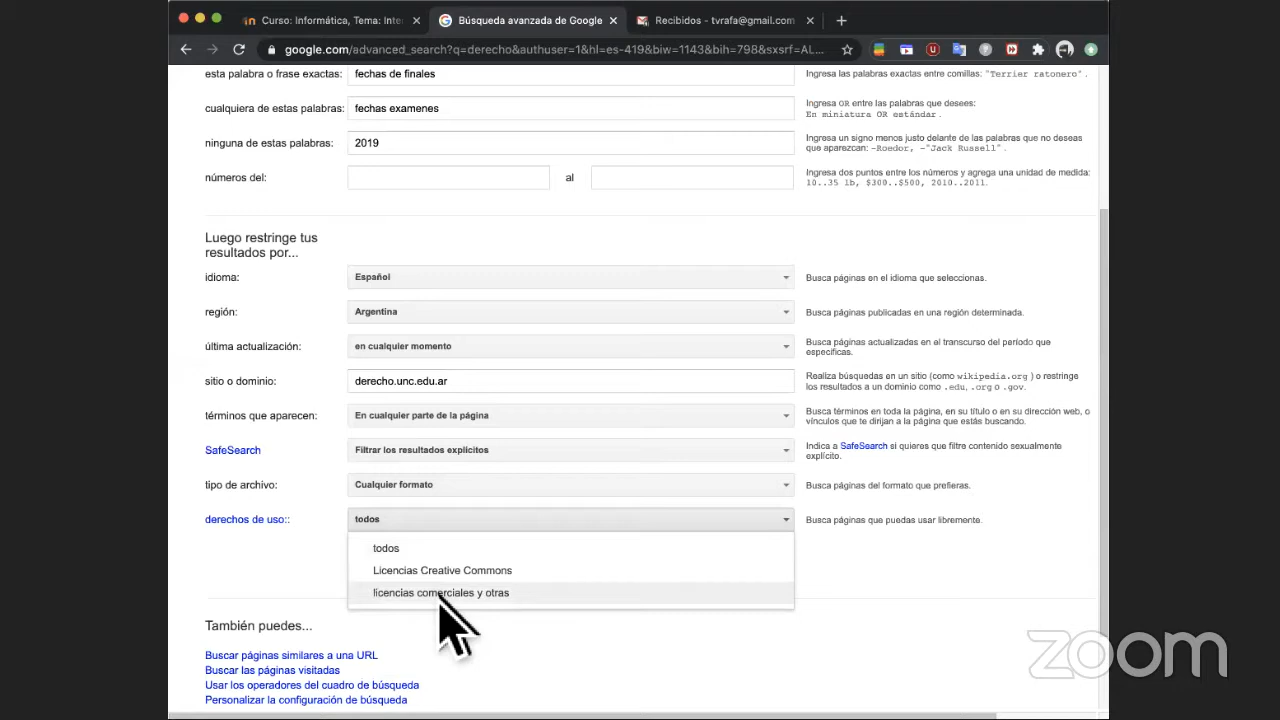 Curso: Informática, Tema: Inter
Búsqueda avanzada de Google
Recibidos - tvrafa@gmail.com
google.com/advanced_search?q=derecho&authuser=1&hl=es-419&biw=1143&bih=798&sxsrf=AL...
esta palabra o frase exactas: fechas de finales Ingresa las palabras exactas entre comillas: "Terrier ratonero" .
cualquiera de estas palabras: fechas examenes Ingresa OR entre las palabras que desees:
En miniatura OR estándar .
ninguna de estas palabras: 2019 Ingresa un signo menos justo delante de las palabras que no deseas
que aparezcan: -Roedor, -"Jack Russell" .
números del: al Ingresa dos puntos entre los números y agrega una unidad de medida:
10..35 lb, $300..$500, 2010..2011.
Luego restringe tus
resultados por...
idioma: Español Busca páginas en el idioma que seleccionas.
región: Argentina Busca páginas publicadas en una región determinada.
última actualización: en cualquier momento Busca páginas actualizadas en el transcurso del período que
especificas.
sitio o dominio: derecho.unc.edu.ar Realiza búsquedas en un sitio (como wikipedia.org ) o restringe
los resultados a un dominio como .edu, .org o .gov.
términos que aparecen: En cualquier parte de la página Busca términos en toda la página, en su título o en su dirección web, o
vínculos que te dirijan a la página que estás buscando.
SafeSearch Filtrar los resultados explícitos Indica a SafeSearch si quieres que filtre contenido sexualmente
explícito.
tipo de archivo: Cualquier formato Busca páginas del formato que prefieras.
derechos de uso:: todos Busca páginas que puedas usar libremente.
todos
Licencias Creative Commons
licencias comerciales y otras
También puedes...
Buscar páginas similares a una URL
Buscar las páginas visitadas
Usar los operadores del cuadro de búsqueda
Personalizar la configuración de búsqueda
zoom